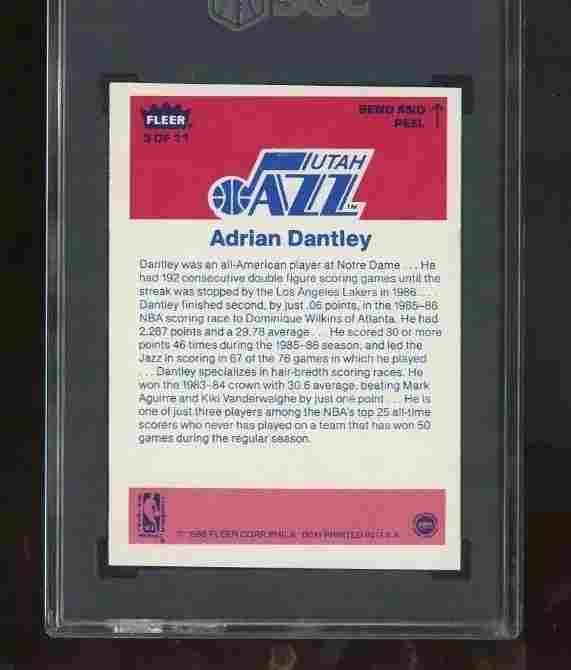 SGC
FLEER
3 OF 11
BEND AND
PEEL
UTAH
JAZZ
TM
Adrian Dantley
Dantley was an all-American player at Notre Dame . . . He
had 192 consecutive double figure scoring games until the
streak was stopped by the Los Angeles Lakers in 1986. . . .
Dantley finished second, by just .06 points, in the 1985-86
NBA scoring race to Dominique Wilkins of Atlanta. He had
2,267 points and a 29.78 average . . . He scored 30 or more
points 46 times during the 1985-86 season, and led the
Jazz in scoring in 67 of the 76 games in which he played
. . . Dantley specializes in hair-bredth scoring races. He
won the 1983-84 crown with 30.6 average, beating Mark
Aguirre and Kiki Vanderweighe by just one point . . . He is
one of just three players among the NBA's top 25 all-time
scorers who never has played on a team that has won 50
games during the regular season.
© 1986 FLEER CORP. PHILA. PRINTED IN U.S.A.